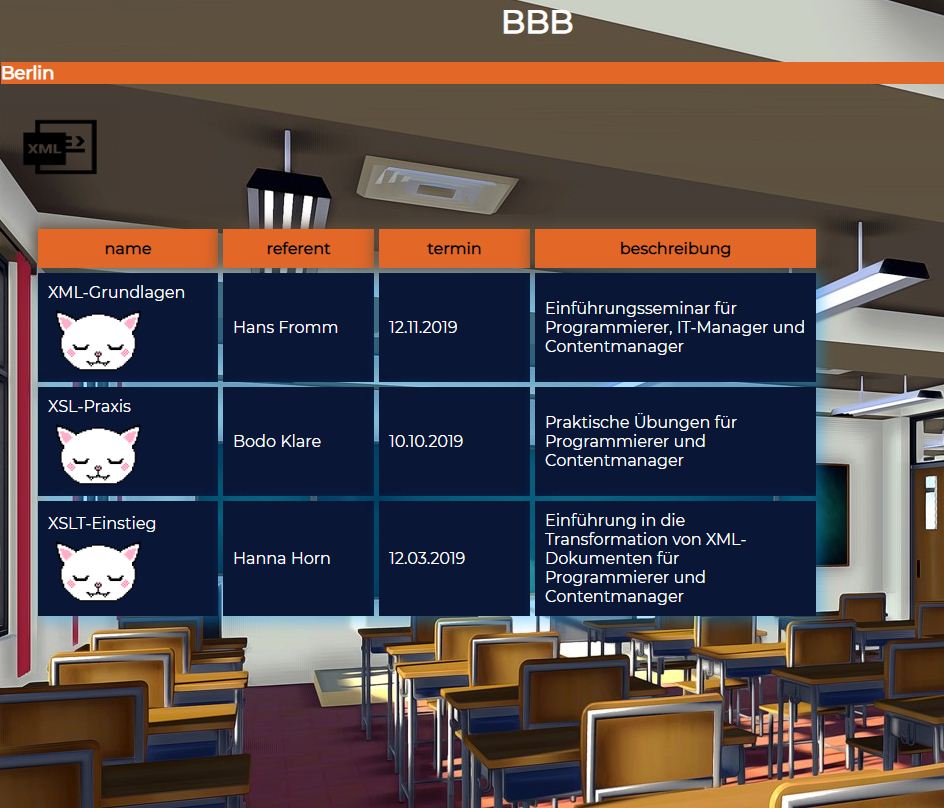 BBB
Berlin
XML
name referent termin beschreibung
XML-Grundlagen
Hans Fromm
12.11.2019
Einführungsseminar für
Programmierer, IT-Manager und
Contentmanager
XSL-Praxis
Bodo Klare
10.10.2019
Praktische Übungen für
Programmierer und
Contentmanager
XSLT-Einstieg
Hanna Horn
12.03.2019
Einführung in die
Transformation von XML-
Dokumenten für
Programmierer und
Contentmanager